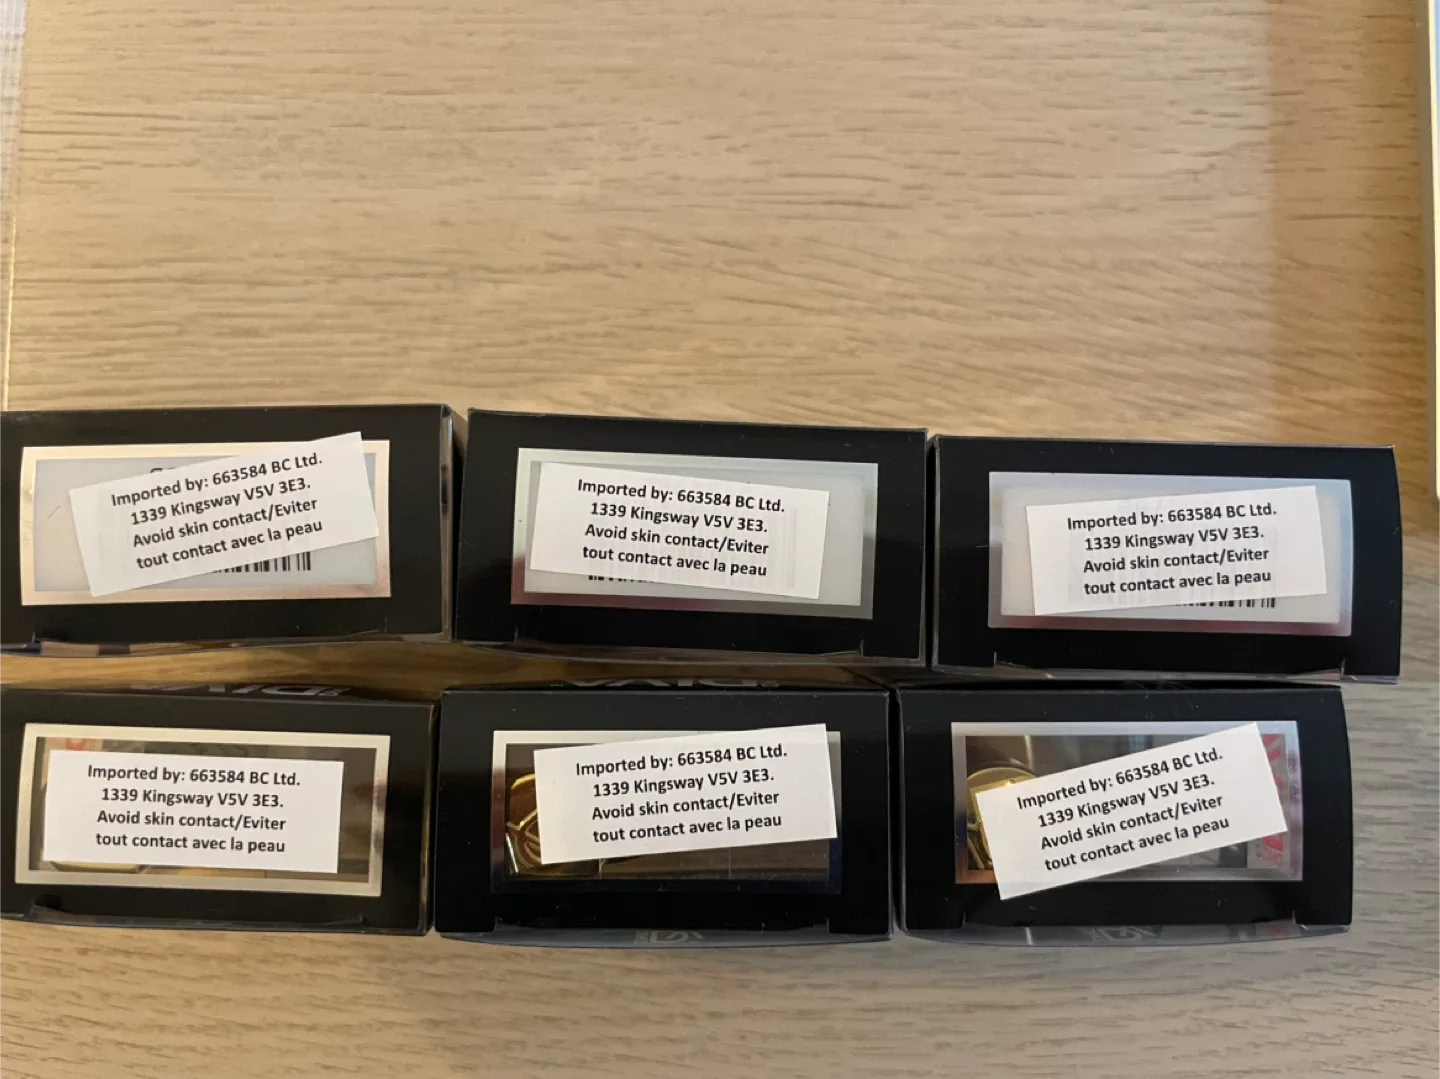 Imported by: 663584 BC Ltd.
1339 Kingsway V5V 3E3.
Avoid skin contact/Eviter
tout contact avec la peau
Imported by: 663584 BC Ltd.
1339 Kingsway V5V 3E3.
Avoid skin contact/Eviter
tout contact avec la peau
Imported by: 663584 BC Ltd.
1339 Kingsway V5V 3E3.
Avoid skin contact/Eviter
tout contact avec la peau
DIVA
DIVA
Imported by: 663584 BC Ltd.
1339 Kingsway V5V 3E3.
Avoid skin contact/Eviter
tout contact avec la peau
Imported by: 663584 BC Ltd.
1339 Kingsway V5V 3E3.
Avoid skin contact/Eviter
tout contact avec la peau
Imported by: 663584 BC Ltd.
1339 Kingsway V5V 3E3.
Avoid skin contact/Eviter
tout contact avec la peau